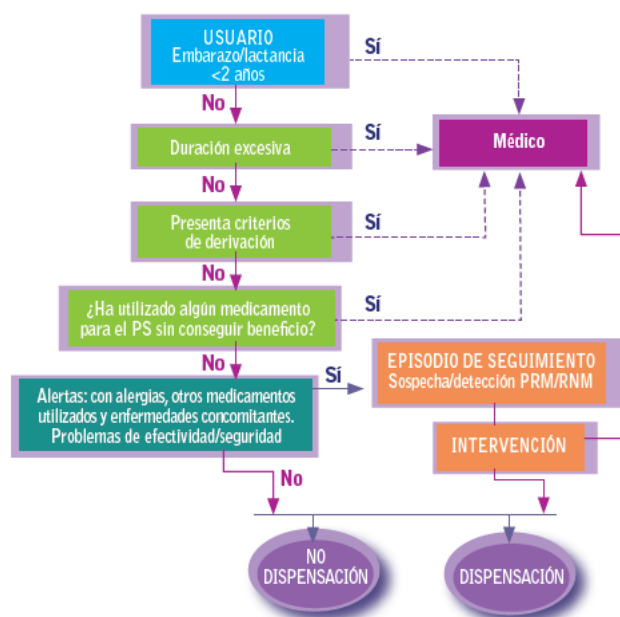 USUARIO
Embarazo/lactancia
<2 años
Sí
No
Duración excesiva
Sí
Médico
No
Presenta criterios
de derivación
Sí
No
¿Ha utilizado algún medicamento
para el PS sin conseguir beneficio?
Sí
No
Alertas: con alergias, otros medicamentos
utilizados y enfermedades concomitantes.
Problemas de efectividad/seguridad
Sí
EPISODIO DE SEGUIMIENTO
Sospecha/detección PRM/RNM
INTERVENCIÓN
No
NO
DISPENSACIÓN
DISPENSACIÓN